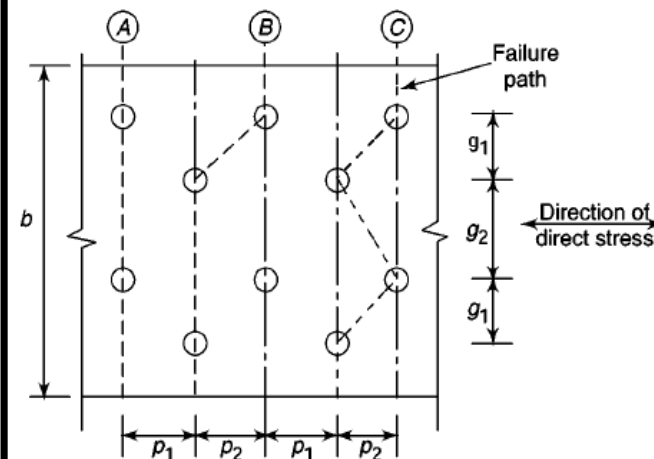 A B C
Failure
path
g₁
b
g₂
Direction of
direct stress
g₁
p₁ p₂ p₁ p₂